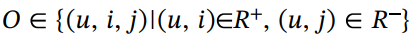 O ∈ {(u, i, j)|(u, i)∈R⁺, (u, j) ∈ R⁻}